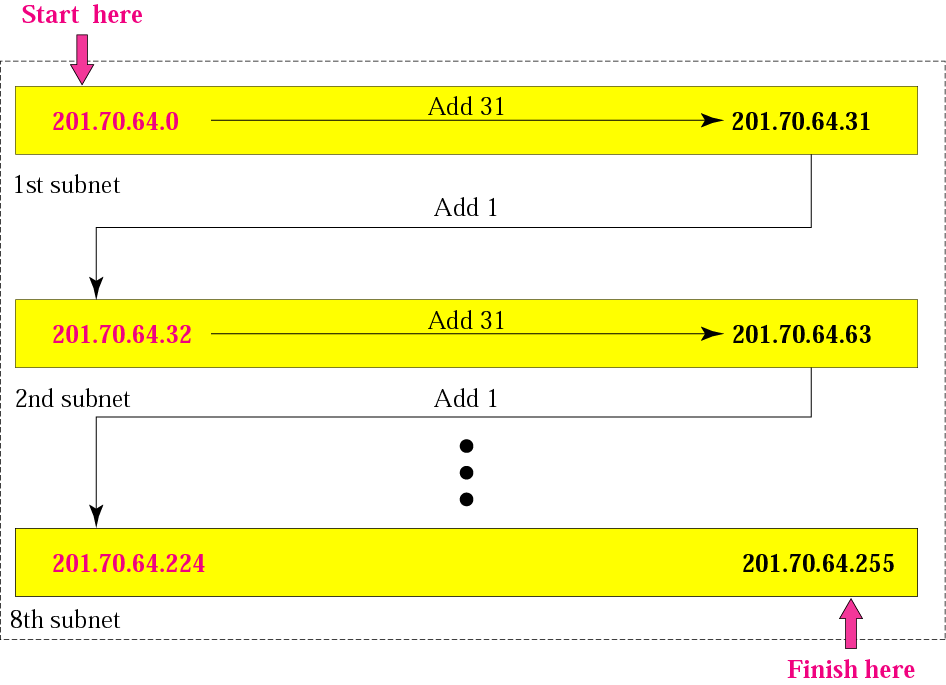 Start here
201.70.64.0
Add 31
201.70.64.31
1st subnet
Add 1
201.70.64.32
Add 31
201.70.64.63
2nd subnet
Add 1
201.70.64.224
201.70.64.255
8th subnet
Finish here